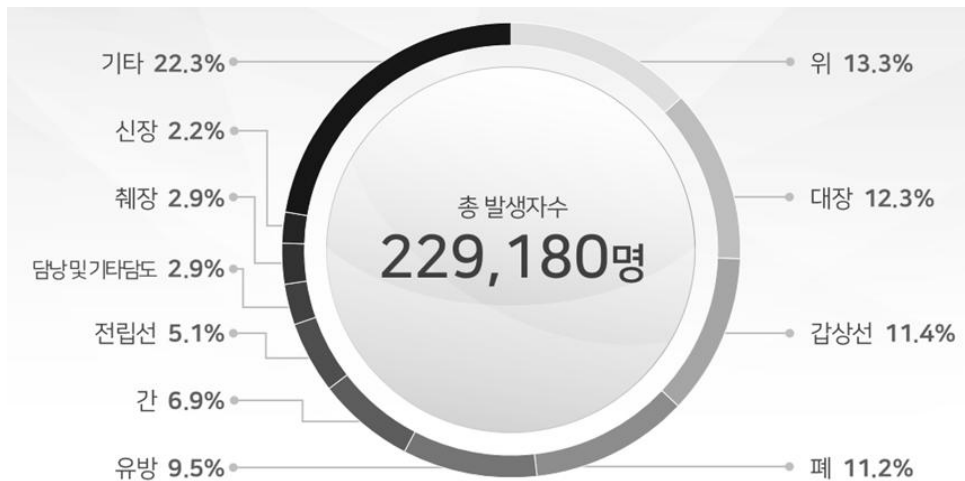 총 발생자수
229,180명
위 13.3%
대장 12.3%
갑상선 11.4%
폐 11.2%
유방 9.5%
간 6.9%
전립선 5.1%
담낭및기타담도 2.9%
췌장 2.9%
신장 2.2%
기타 22.3%